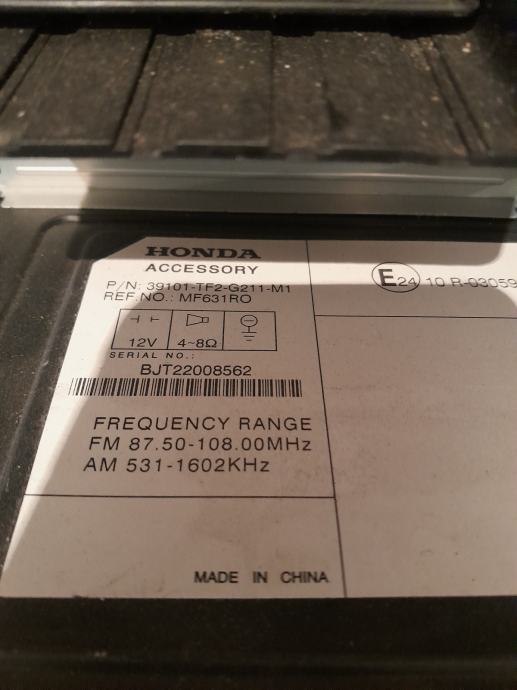 HONDA
ACCESSORY
P/N: 39101-TF2-G211-M1
REF.NO.: MF631RO
12V 4~8Ω
SERIAL NO.:
BJT22008562
FREQUENCY RANGE
FM 87.50-108.00MHz
AM 531-1602KHz
MADE IN CHINA
E24 10 R-03059